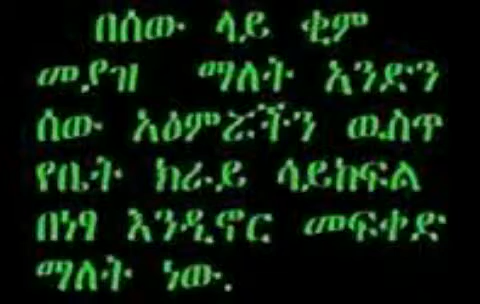 በሰው ላይ ቂም
መያዝ ማለት አንድን
ሰው አዕምሯችን ውስጥ
የቤት ክራይ ሳይከፍል
በነፃ እንዲኖር መፍቀድ
ማለት ነው.